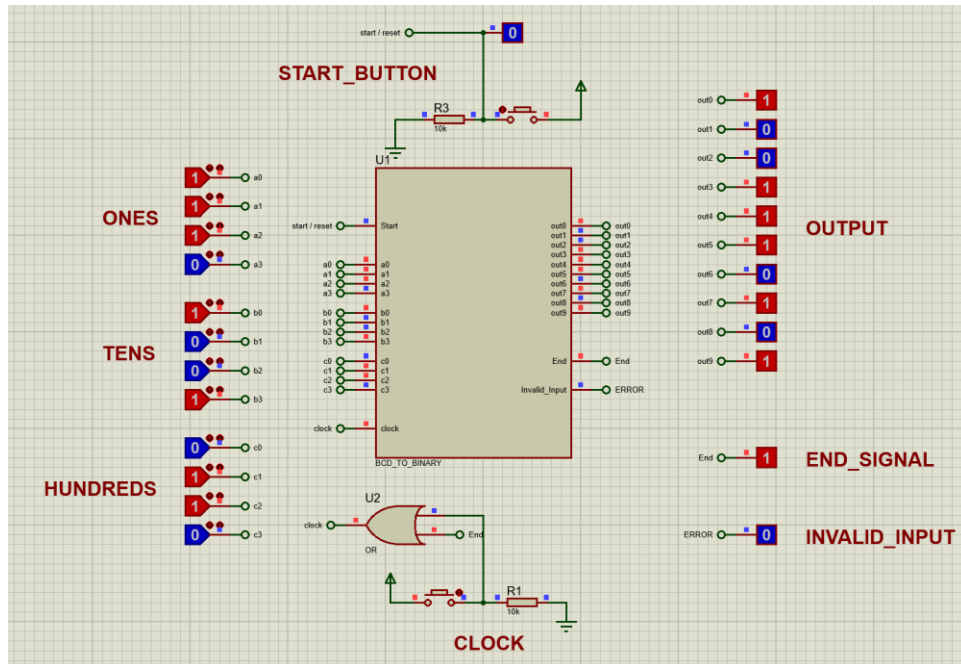 start / reset
0
START_BUTTON
R3
10k
U1
ONES
1 a0
1 a1
1 a2
0 a3
TENS
1 b0
0 b1
0 b2
1 b3
HUNDREDS
0 c0
1 c1
1 c2
0 c3
start / reset Start
a0 a0
a1 a1
a2 a2
a3 a3
b0 b0
b1 b1
b2 b2
b3 b3
c0 c0
c1 c1
c2 c2
c3 c3
clock clock
out0 out0
out1 out1
out2 out2
out3 out3
out4 out4
out5 out5
out6 out6
out7 out7
out8 out8
out9 out9
End End
Invalid_Input ERROR
BCD_TO_BINARY
out0 1
out1 0
out2 0
out3 1
out4 1
out5 1
out6 0
out7 1
out8 0
out9 1
OUTPUT
End 1
END_SIGNAL
ERROR 0
INVALID_INPUT
U2
clock
End
OR
R1
10k
CLOCK